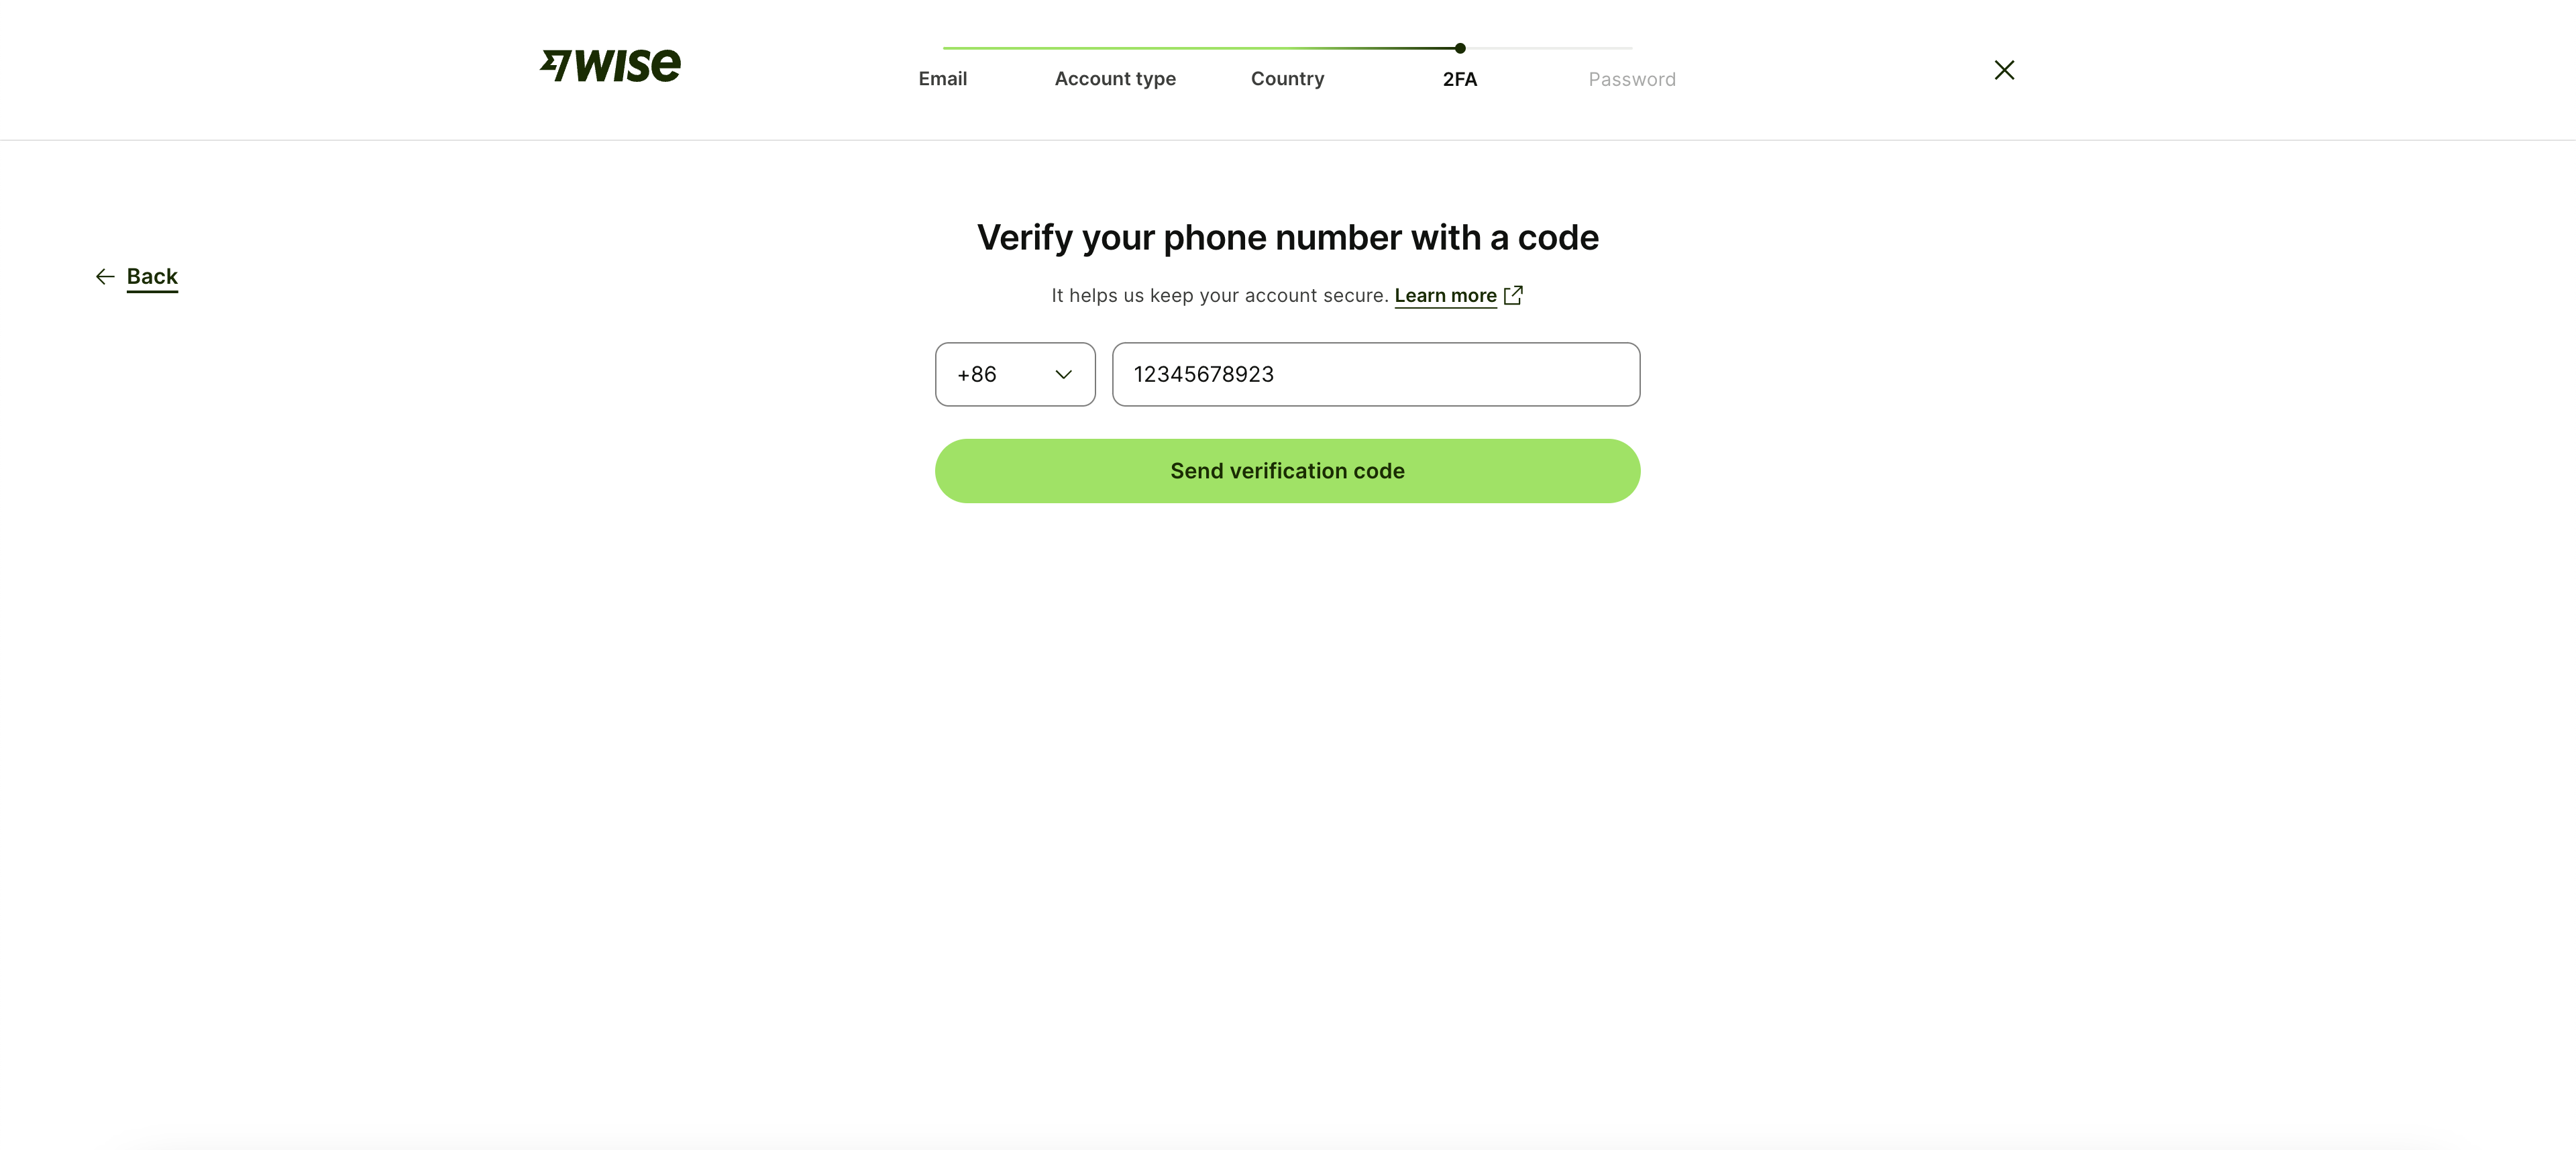 WISE
Email
Account type
Country
2FA
Password
Back
Verify your phone number with a code
It helps us keep your account secure. Learn more
+86
12345678923
Send verification code